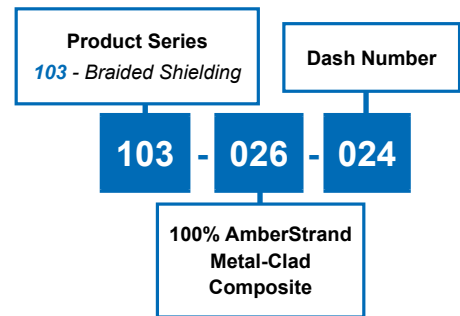 Product Series
103 - Braided Shielding
Dash Number
103 - 026 - 024
100% AmberStrand
Metal-Clad
Composite